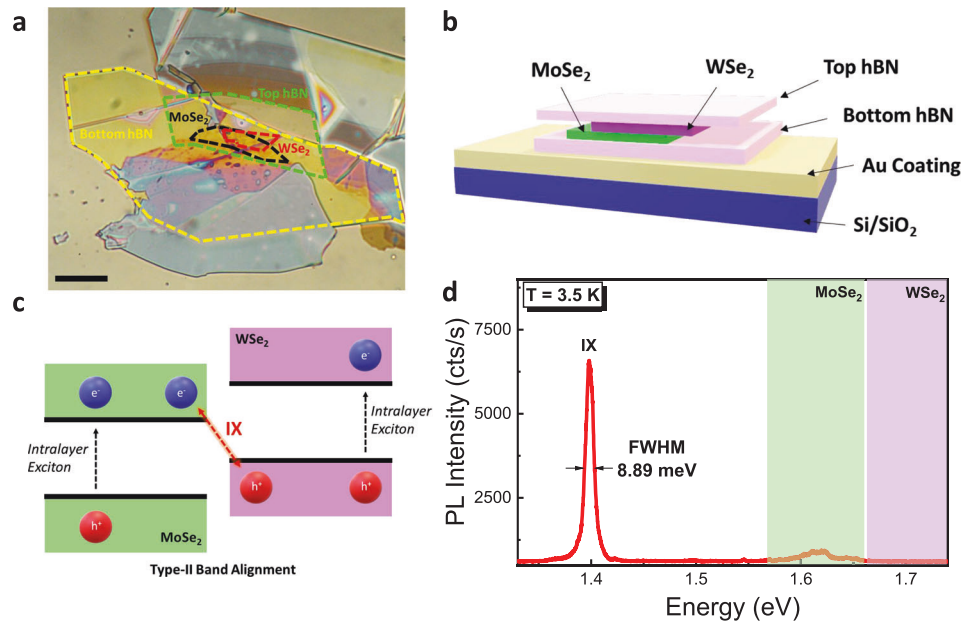 a
Top hBN
MoSe₂
Bottom hBN
WSe₂
b
MoSe₂
WSe₂
Top hBN
Bottom hBN
Au Coating
Si/SiO₂
c
WSe₂
e⁻
e⁻
e⁻
IX
Intralayer
Exciton
Intralayer
Exciton
h⁺
h⁺
h⁺
MoSe₂
Type-II Band Alignment
d
T = 3.5 K
MoSe₂
WSe₂
IX
FWHM
8.89 meV
7500
5000
2500
PL Intensity (cts/s)
1.4
1.5
1.6
1.7
Energy (eV)